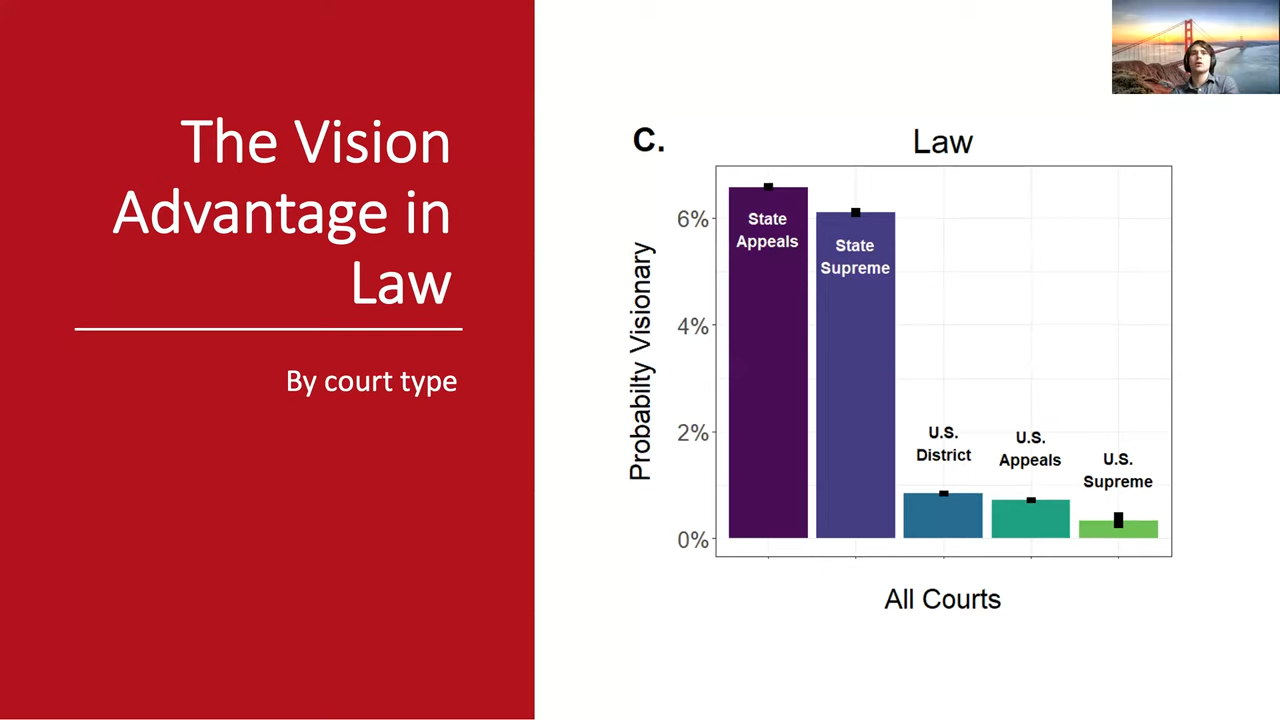 The Vision
Advantage in
Law
By court type
C.
Law
Probabilty Visionary
6%
4%
2%
0%
State
Appeals
State
Supreme
U.S.
District
U.S.
Appeals
U.S.
Supreme
All Courts